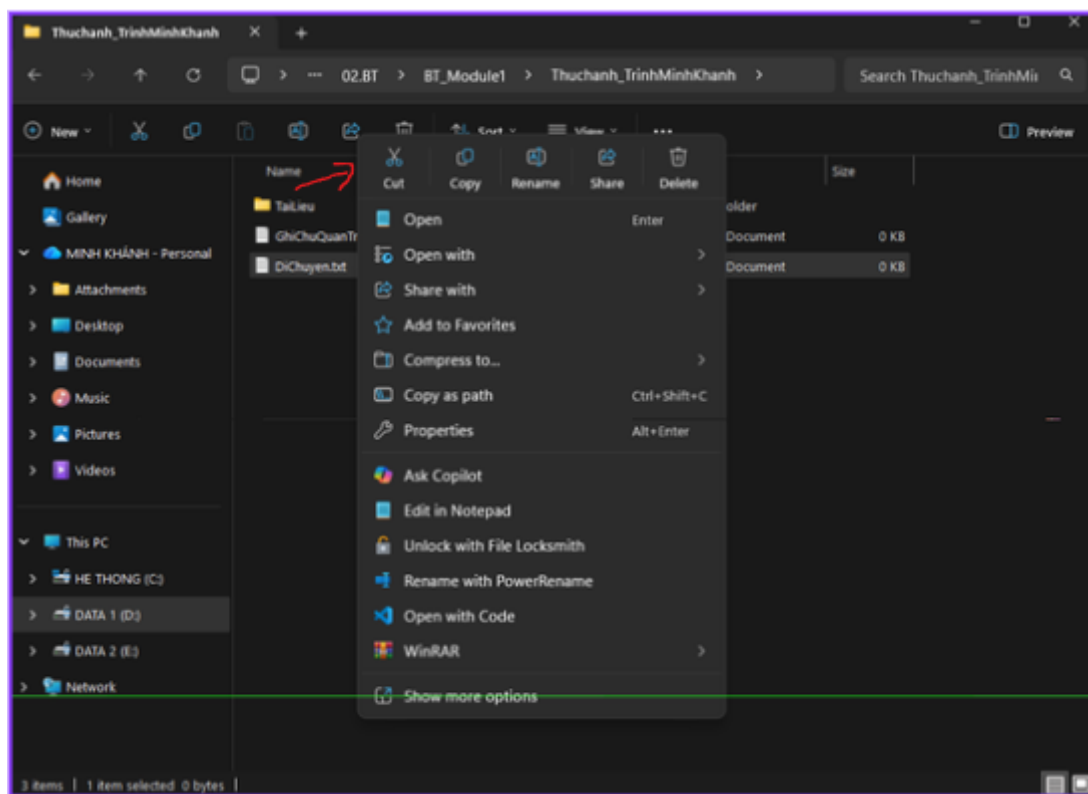 Thuchanh_TrinhMinhKhanh
02.BT > BT_Module1 > Thuchanh_TrinhMinhKhanh >
Search Thuchanh_TrinhMi
New
Sort
View
Preview
Home
Gallery
MINH KHÁNH - Personal
Attachments
Desktop
Documents
Music
Pictures
Videos
This PC
HE THONG (C:)
DATA 1 (D:)
DATA 2 (E:)
Network
Name
Size
TaiLieu
older
GhiChuQuanTr
Document
0 KB
DiChuyen.txt
Document
0 KB
Cut
Copy
Rename
Share
Delete
Open
Enter
Open with
Share with
Add to Favorites
Compress to...
Copy as path
Ctrl+Shift+C
Properties
Alt+Enter
Ask Copilot
Edit in Notepad
Unlock with File Locksmith
Rename with PowerRename
Open with Code
WinRAR
Show more options
3 items | 1 item selected 0 bytes |